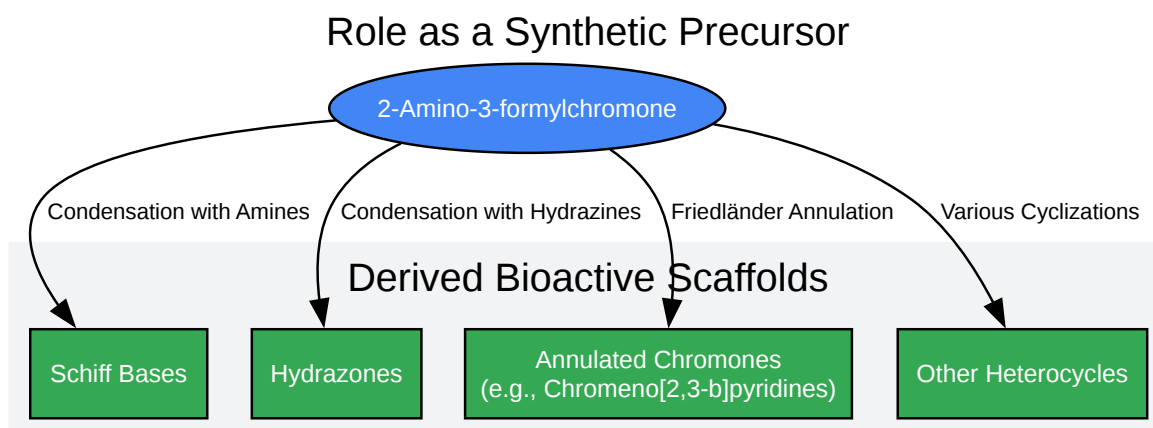 Role as a Synthetic Precursor
2-Amino-3-formylchromone
Condensation with Amines
Condensation with Hydrazines
Friedländer Annulation
Various Cyclizations
Derived Bioactive Scaffolds
Schiff Bases
Hydrazones
Annulated Chromones
(e.g., Chromeno[2,3-b]pyridines)
Other Heterocycles